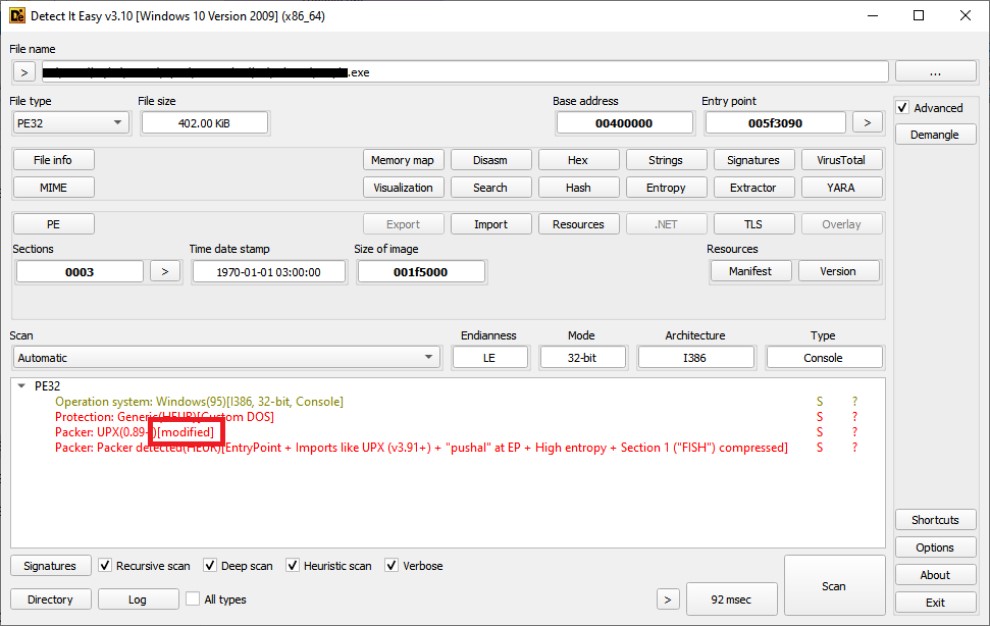 Detect It Easy v3.10 [Windows 10 Version 2009] (x86_64)
File name
> .exe ...
File type File size Base address Entry point
PE32 402.00 KiB 00400000 005f3090 >
Advanced
Demangle
File info Memory map Disasm Hex Strings Signatures VirusTotal
MIME Visualization Search Hash Entropy Extractor YARA
PE Export Import Resources .NET TLS Overlay
Sections Time date stamp Size of image Resources
0003 > 1970-01-01 03:00:00 001f5000 Manifest Version
Scan Endianness Mode Architecture Type
Automatic LE 32-bit I386 Console
PE32
Operation system: Windows(95)[I386, 32-bit, Console] S ?
Protection: Generic(HEUR)[Custom DOS] S ?
Packer: UPX(0.89-)[modified] S ?
Packer: Packer detected(HEUR)[EntryPoint + Imports like UPX (v3.91+) + "pushal" at EP + High entropy + Section 1 ("FISH") compressed] S ?
Shortcuts
Options
About
Exit
Signatures Recursive scan Deep scan Heuristic scan Verbose
Directory Log All types > 92 msec Scan